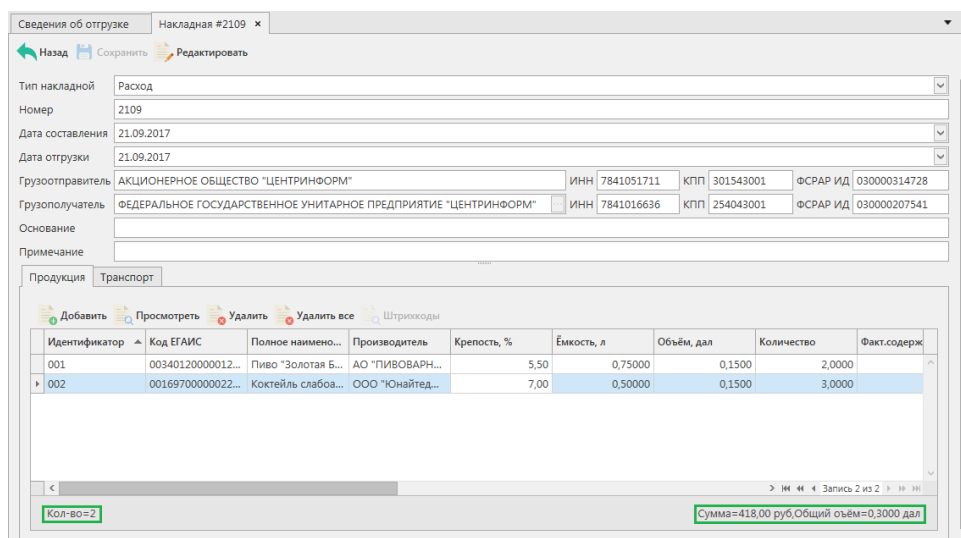 Сведения об отгрузке Накладная #2109 ×
Назад Сохранить Редактировать
Тип накладной Расход
Номер 2109
Дата составления 21.09.2017
Дата отгрузки 21.09.2017
Грузоотправитель АКЦИОНЕРНОЕ ОБЩЕСТВО "ЦЕНТРИНФОРМ" ИНН 7841051711 КПП 301543001 ФСРАР ИД 030000314728
Грузополучатель ФЕДЕРАЛЬНОЕ ГОСУДАРСТВЕННОЕ УНИТАРНОЕ ПРЕДПРИЯТИЕ "ЦЕНТРИНФОРМ" ... ИНН 7841016636 КПП 254043001 ФСРАР ИД 030000207541
Основание
Примечание
Продукция Транспорт
Добавить Просмотреть Удалить Удалить все Штрихкоды
Идентификатор Код ЕГАИС Полное наимено... Производитель Крепость, % Ёмкость, л Объём, дал Количество Факт.содерж
001 00340120000012... Пиво "Золотая Б... АО "ПИВОВАРН... 5,50 0,75000 0,1500 2,0000
002 00169700000022... Коктейль слабоа... ООО "Юнайтед... 7,00 0,50000 0,1500 3,0000
Запись 2 из 2
Кол-во=2 Сумма=418,00 руб,Общий оъём=0,3000 дал